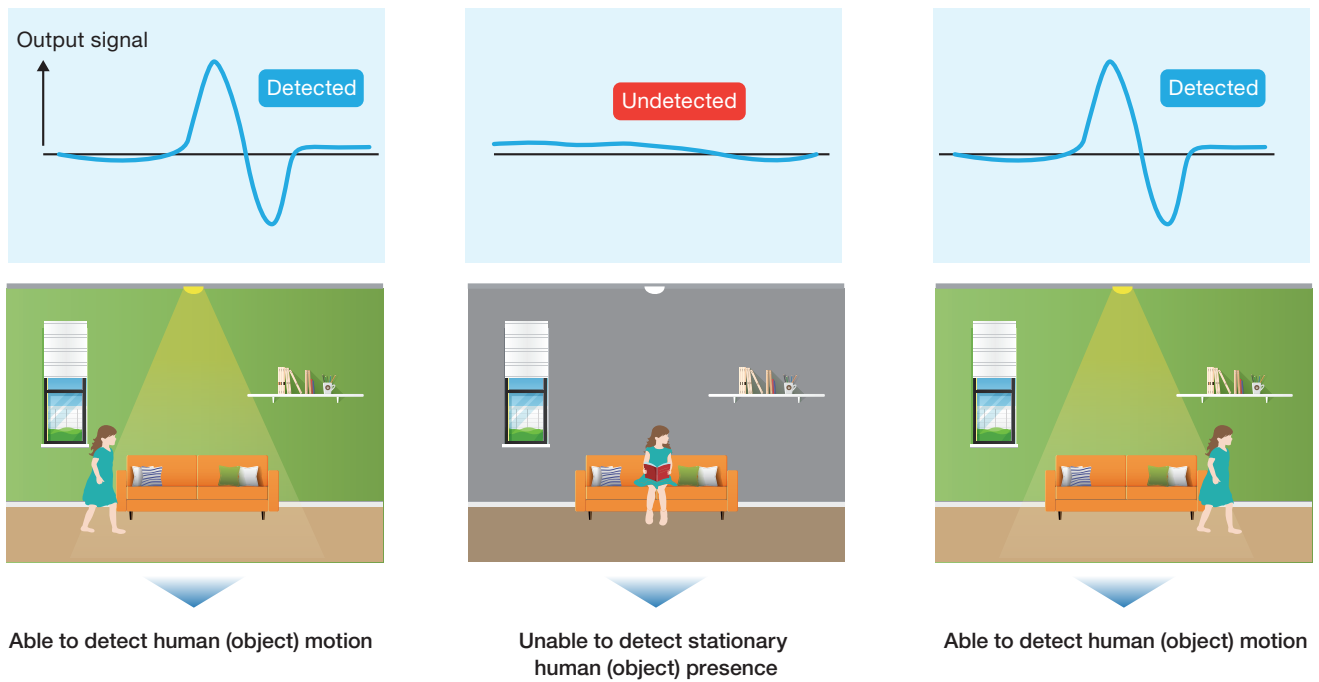 Output signal
Detected
Undetected
Detected
Able to detect human (object) motion
Unable to detect stationary
human (object) presence
Able to detect human (object) motion